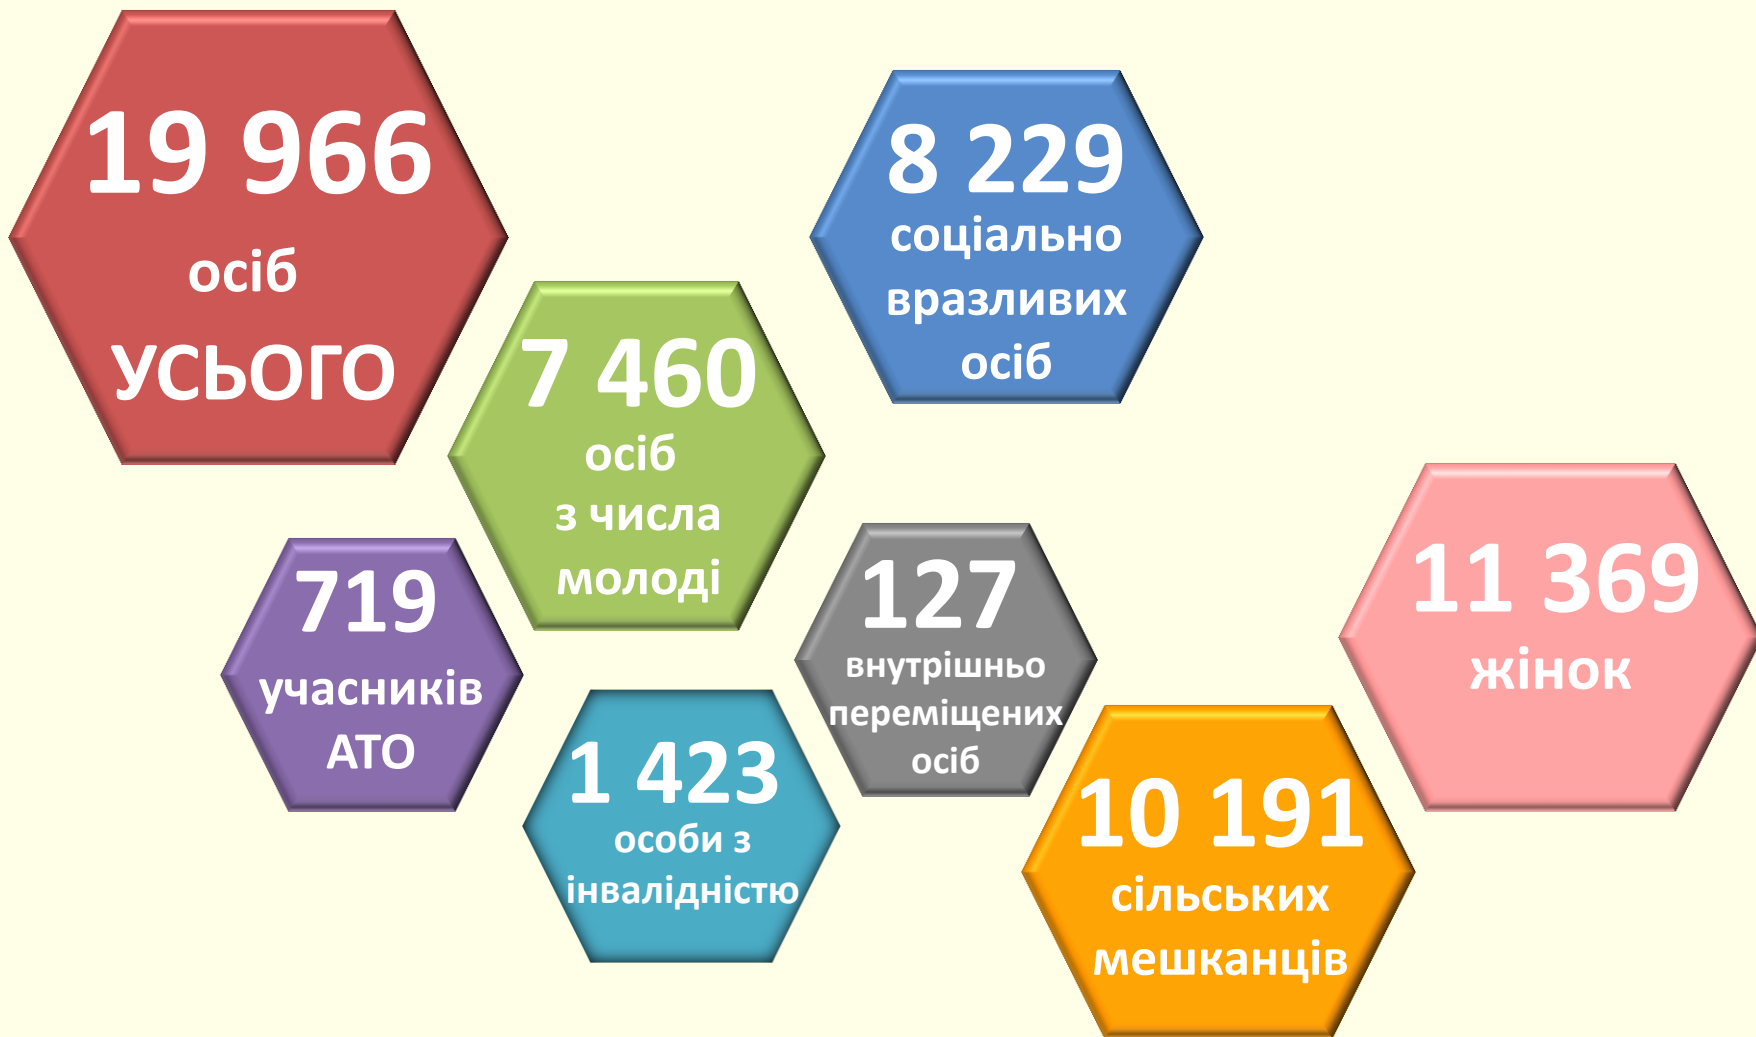 19 966
осіб
УСЬОГО
8 229
соціально
вразливих
осіб
7 460
осіб
з числа
молоді
719
учасників
АТО
127
внутрішньо
переміщених
осіб
11 369
жінок
1 423
особи з
інвалідністю
10 191
сільських
мешканців